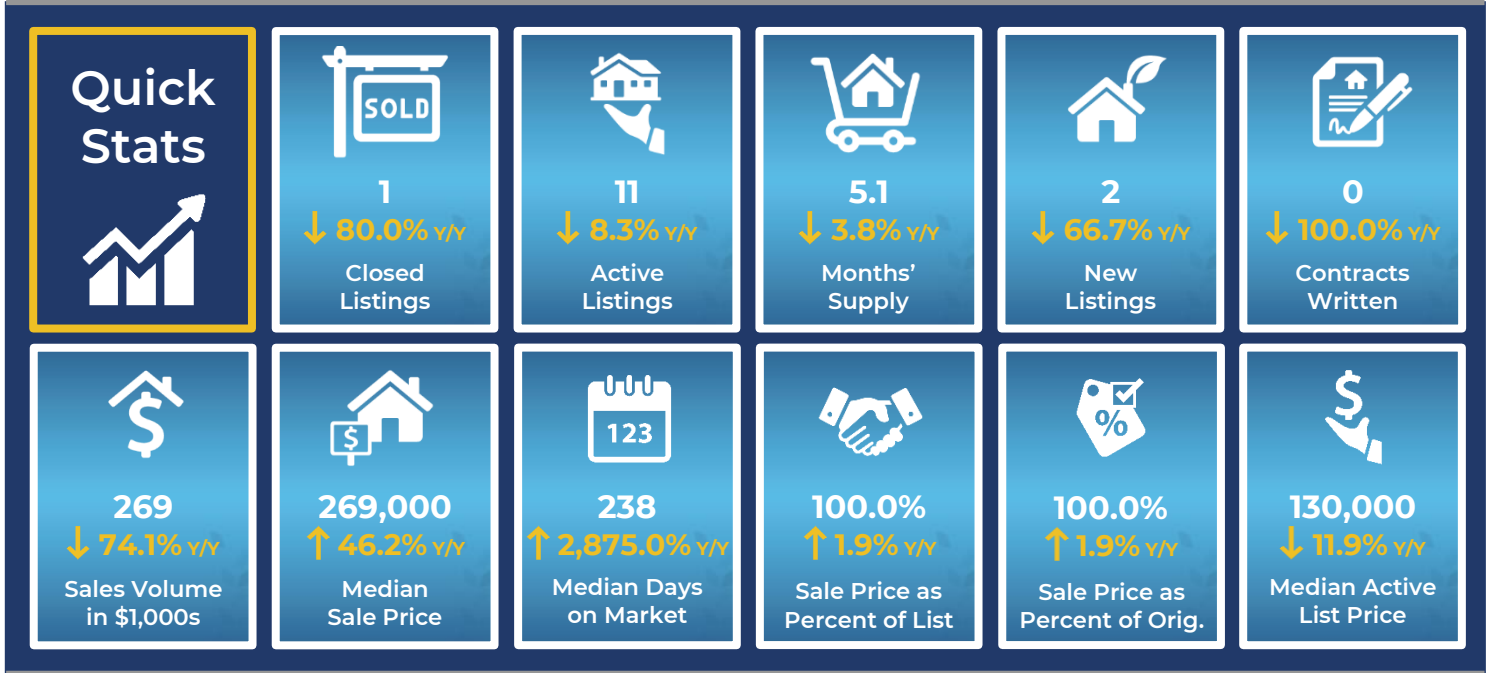 Quick
Stats
SOLD
1
↓ 80.0% Y/Y
Closed
Listings
11
↓ 8.3% Y/Y
Active
Listings
5.1
↓ 3.8% Y/Y
Months’
Supply
2
↓ 66.7% Y/Y
New
Listings
0
↓ 100.0% Y/Y
Contracts
Written
$
269
↓ 74.1% Y/Y
Sales Volume
in $1,000s
$
269,000
↑ 46.2% Y/Y
Median
Sale Price
123
238
↑ 2,875.0% Y/Y
Median Days
on Market
100.0%
↑ 1.9% Y/Y
Sale Price as
Percent of List
%
100.0%
↑ 1.9% Y/Y
Sale Price as
Percent of Orig.
$
130,000
↓ 11.9% Y/Y
Median Active
List Price